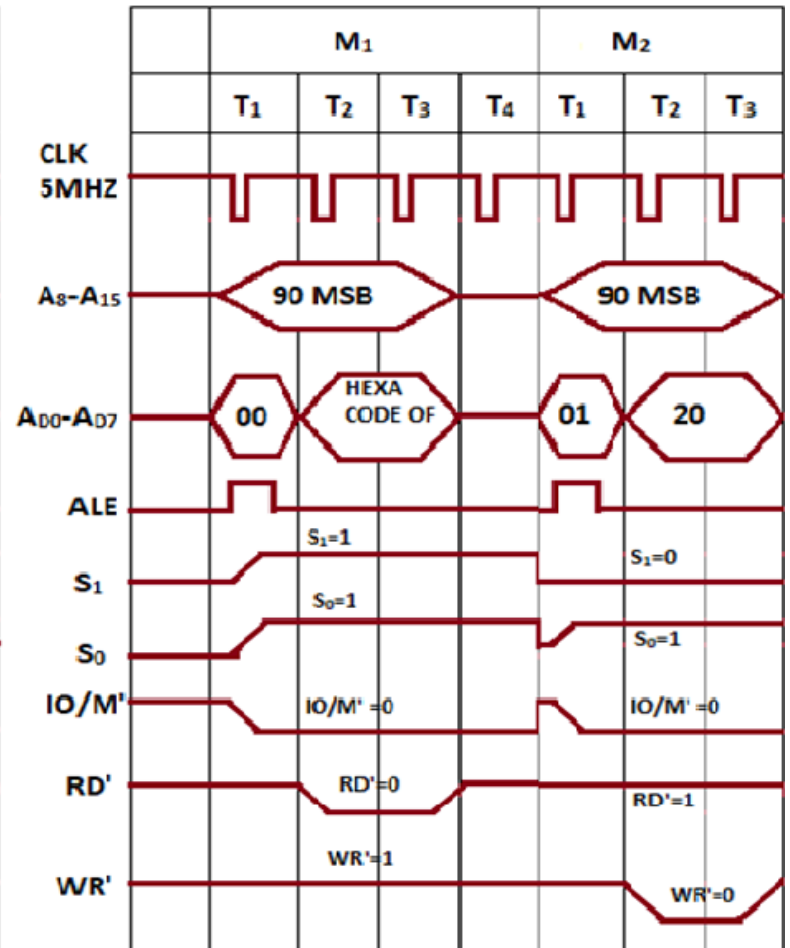 M₁ M₂
T₁ T₂ T₃ T₄ T₁ T₂ T₃
CLK
5MHZ
A₈-A₁₅ 90 MSB 90 MSB
A_D0-A_D7 00 HEXA
CODE OF 01 20
ALE
S₁ S₁=1 S₁=0
S₀ S₀=1 S₀=1
IO/M' IO/M' =0 IO/M' =0
RD' RD'=0 RD'=1
WR' WR'=1 WR'=0